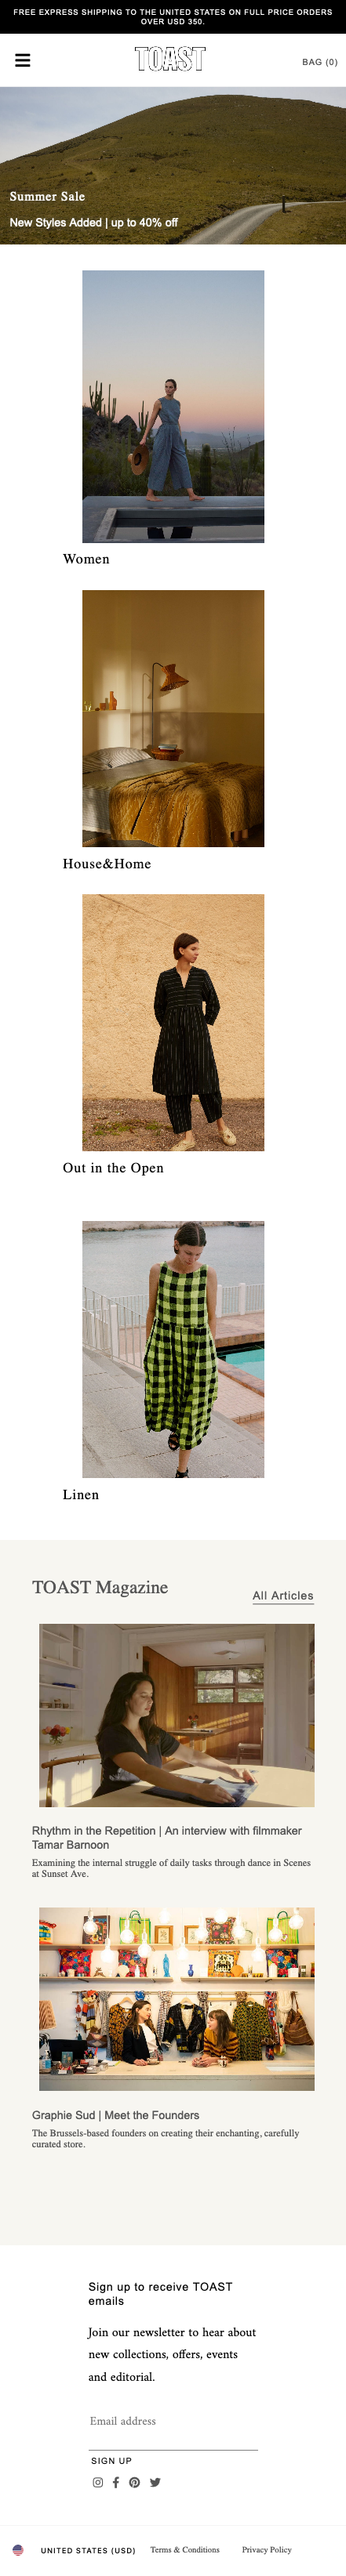 FREE EXPRESS SHIPPING TO THE UNITED STATES ON FULL PRICE ORDERS
OVER USD 350.
TOAST
BAG (0)
Summer Sale
New Styles Added | up to 40% off
Women
House&Home
Out in the Open
Linen
TOAST Magazine
All Articles
Rhythm in the Repetition | An interview with filmmaker
Tamar Barnoon
Examining the internal struggle of daily tasks through dance in Scenes
at Sunset Ave.
Graphie Sud | Meet the Founders
The Brussels-based founders on creating their enchanting, carefully
curated store.
Sign up to receive TOAST
emails
Join our newsletter to hear about
new collections, offers, events
and editorial.
Email address
SIGN UP
UNITED STATES (USD) Terms & Conditions Privacy Policy